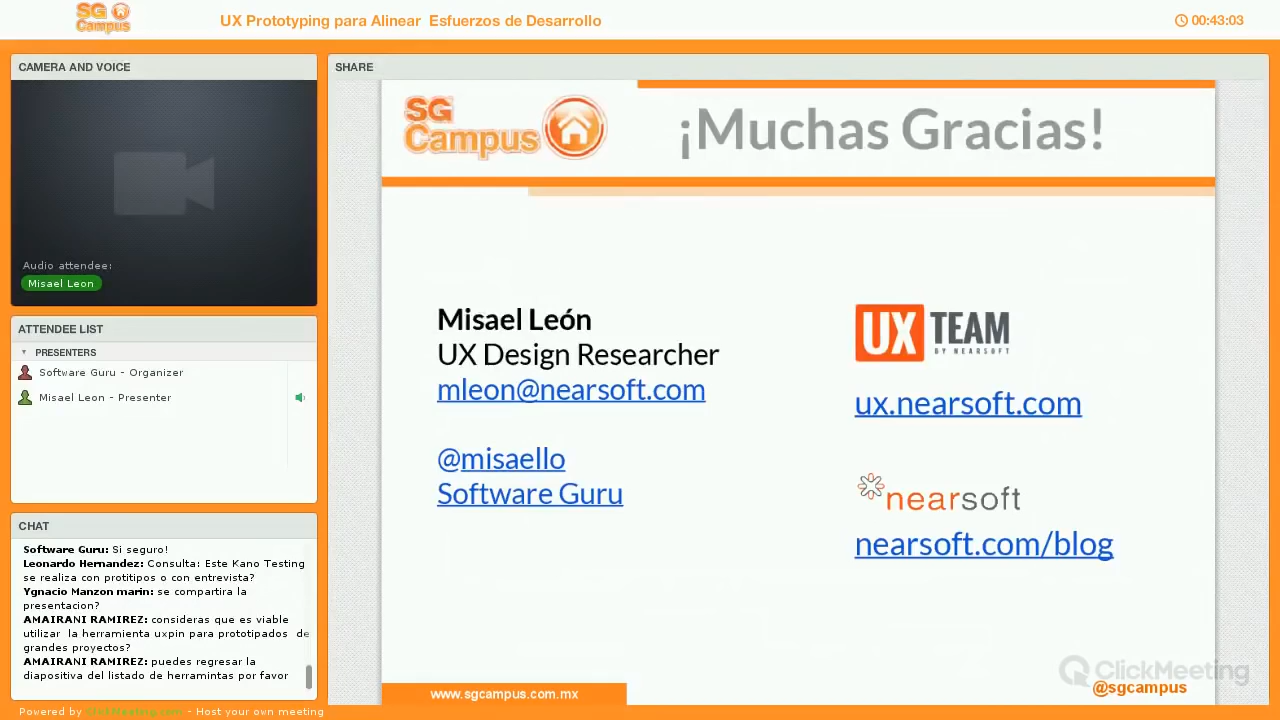 SG
Campus
UX Prototyping para Alinear  Esfuerzos de Desarrollo
00:43:03
CAMERA AND VOICE
Audio attendee:
Misael Leon
ATTENDEE LIST
PRESENTERS
Software Guru - Organizer
Misael Leon - Presenter
CHAT
Software Guru: Si seguro!
Leonardo Hernandez: Consulta: Este Kano Testing
se realiza con protitipos o con entrevista?
Ygnacio Manzon marin: se compartira la
presentacion?
AMAIRANI RAMIREZ: consideras que es viable
utilizar  la herramienta uxpin para prototipados  de
grandes proyectos?
AMAIRANI RAMIREZ: puedes regresar la
diapositiva del listado de herramintas por favor
Powered by ClickMeeting.com - Host your own meeting
SHARE
SG
Campus
¡Muchas Gracias!
Misael León
UX Design Researcher
mleon@nearsoft.com
@misaello
Software Guru
UX TEAM
BY NEARSOFT
ux.nearsoft.com
nearsoft
nearsoft.com/blog
www.sgcampus.com.mx
ClickMeeting
@sgcampus